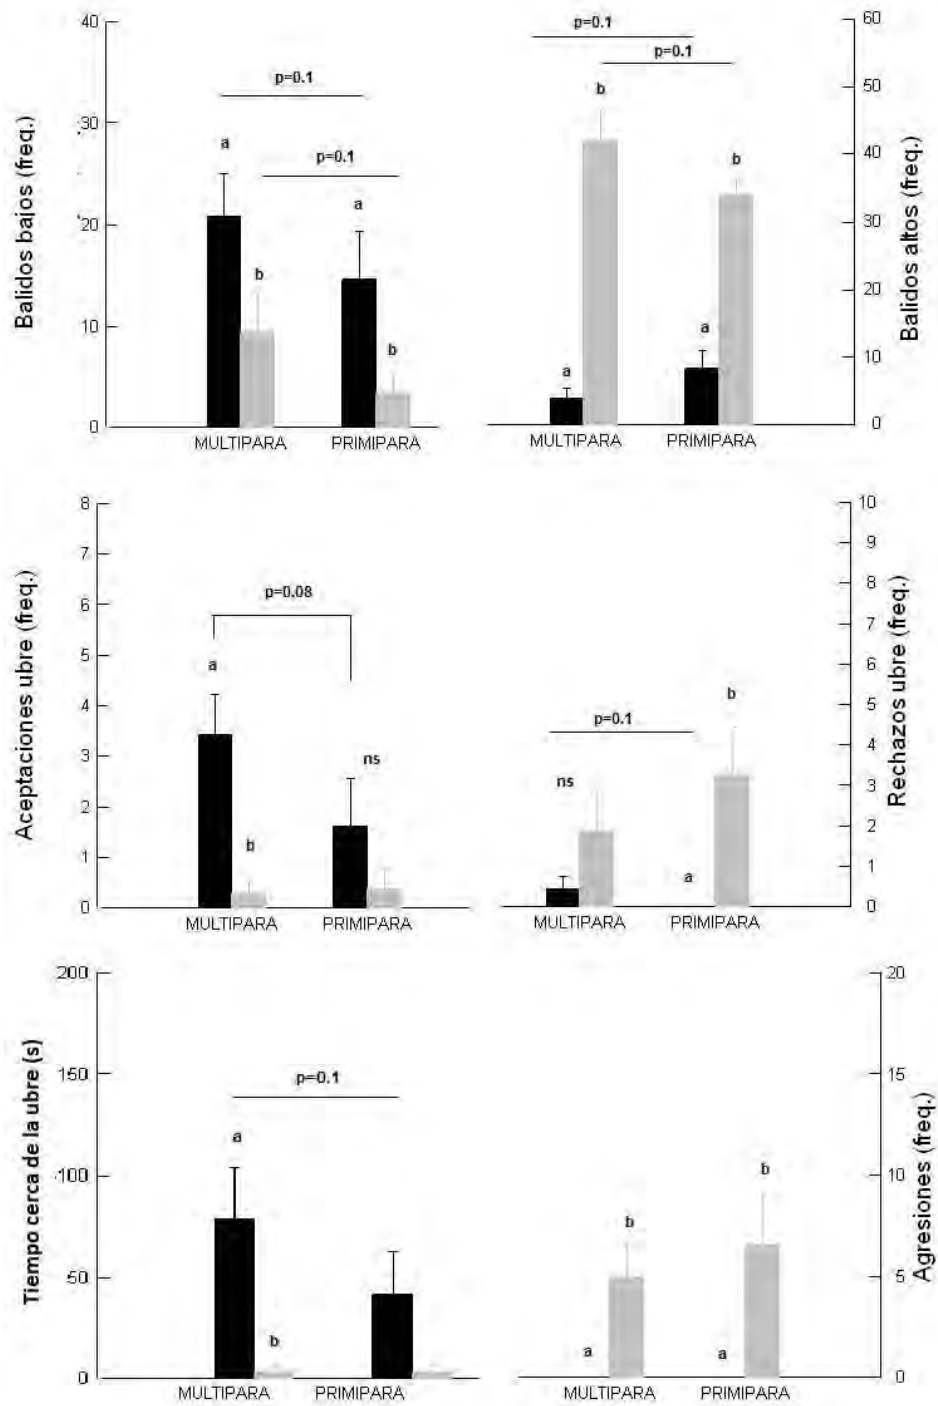 Balidos bajos (freq.)
40
30
20
10
0
p=0.1
p=0.1
a
b
a
b
MULTIPARA
PRIMIPARA
p=0.1
p=0.1
a
b
a
b
MULTIPARA
PRIMIPARA
60
50
40
30
20
10
0
Balidos altos (freq.)
Aceptaciones ubre (freq.)
8
7
6
5
4
3
2
1
0
p=0.08
a
b
ns
MULTIPARA
PRIMIPARA
p=0.1
ns
a
b
MULTIPARA
PRIMIPARA
10
9
8
7
6
5
4
3
2
1
0
Rechazos ubre (freq.)
Tiempo cerca de la ubre (s)
200
150
100
50
0
p=0.1
a
b
MULTIPARA
PRIMIPARA
a
b
a
b
MULTIPARA
PRIMIPARA
20
15
10
5
0
Agresiones (freq.)